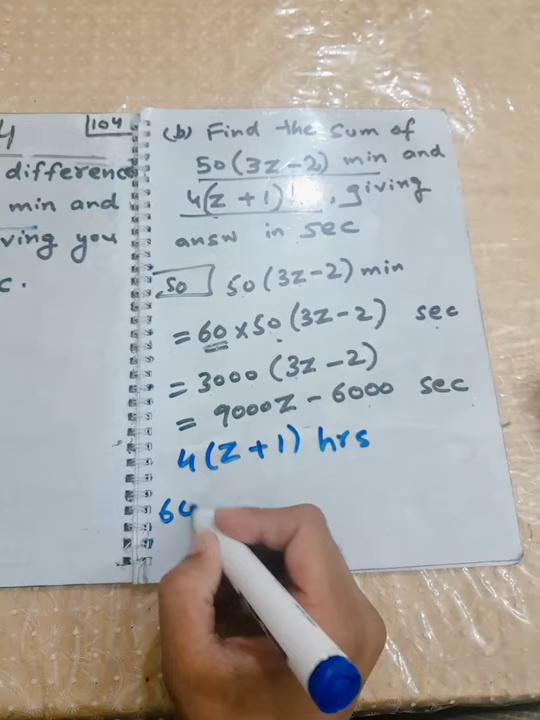 4
104
difference
min and
ving you
c.
(b) Find the sum of
50(3z-2) min and
4(z + 1) , giving
answ in sec
50 50(3z-2) min
= 60 x 50 (3z-2) sec
= 3000 (3z-2)
= 9000z - 6000 sec
4(z+1) hrs